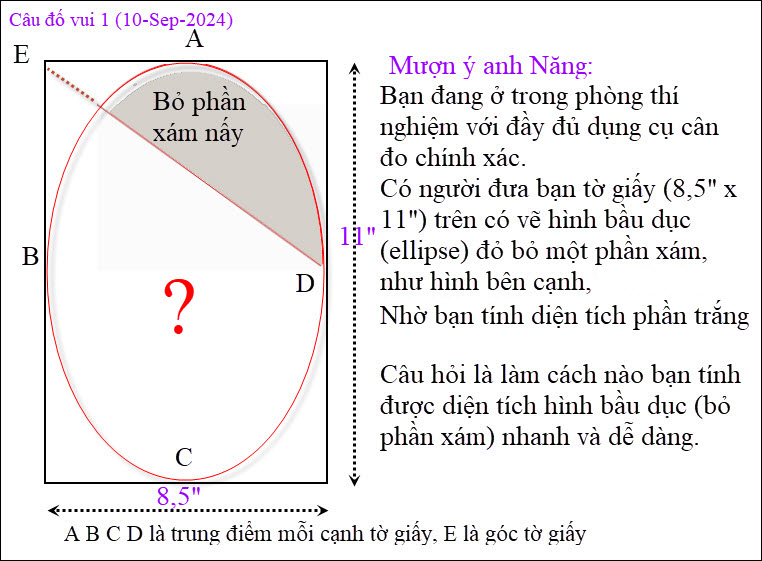 Câu đố vui 1 (10-Sep-2024)
A
E
Bỏ phần
xám nấy
B
D
?
C
11"
8,5"
Mượn ý anh Năng:
Bạn đang ở trong phòng thí
nghiệm với đầy đủ dụng cụ cân
đo chính xác.
Có người đưa bạn tờ giấy (8,5" x
11") trên có vẽ hình bầu dục
(ellipse) đỏ bỏ một phần xám,
như hình bên cạnh,
Nhờ bạn tính diện tích phần trắng
Câu hỏi là làm cách nào bạn tính
được diện tích hình bầu dục (bỏ
phần xám) nhanh và dễ dàng.
A B C D là trung điểm mỗi cạnh tờ giấy, E là góc tờ giấy